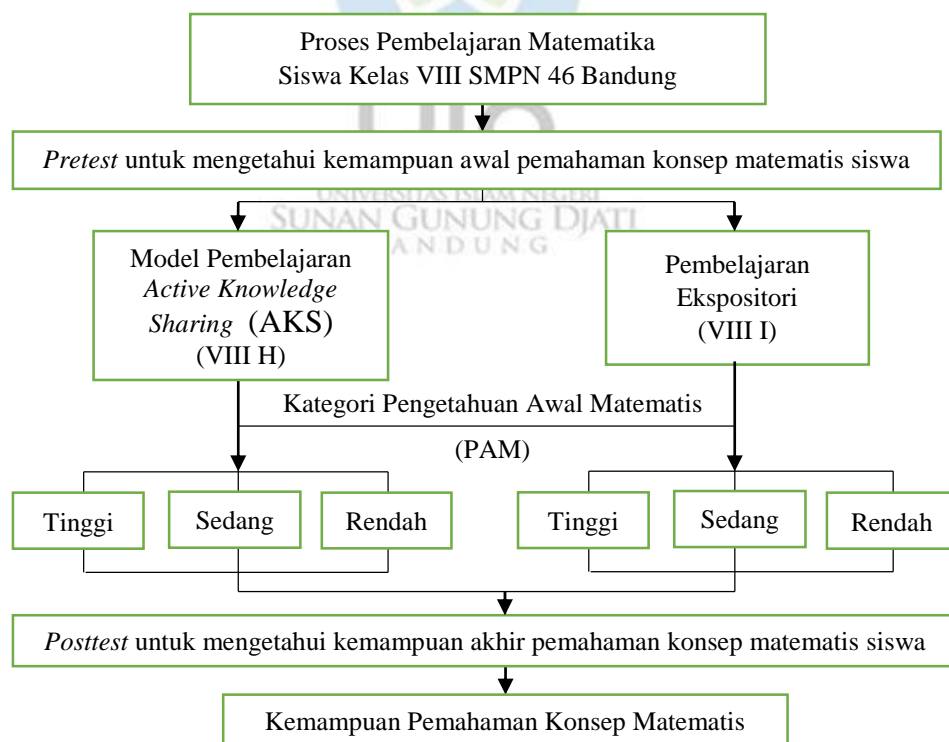 Proses Pembelajaran Matematika
Siswa Kelas VIII SMPN 46 Bandung
Pretest untuk mengetahui kemampuan awal pemahaman konsep matematis siswa
UNIVERSITAS ISLAM NEGERI
SUNAN GUNUNG DJATI
BANDUNG
Model Pembelajaran
Active Knowledge
Sharing (AKS)
(VIII H)
Pembelajaran
Ekspositori
(VIII I)
Kategori Pengetahuan Awal Matematis
(PAM)
Tinggi
Sedang
Rendah
Tinggi
Sedang
Rendah
Posttest untuk mengetahui kemampuan akhir pemahaman konsep matematis siswa
Kemampuan Pemahaman Konsep Matematis